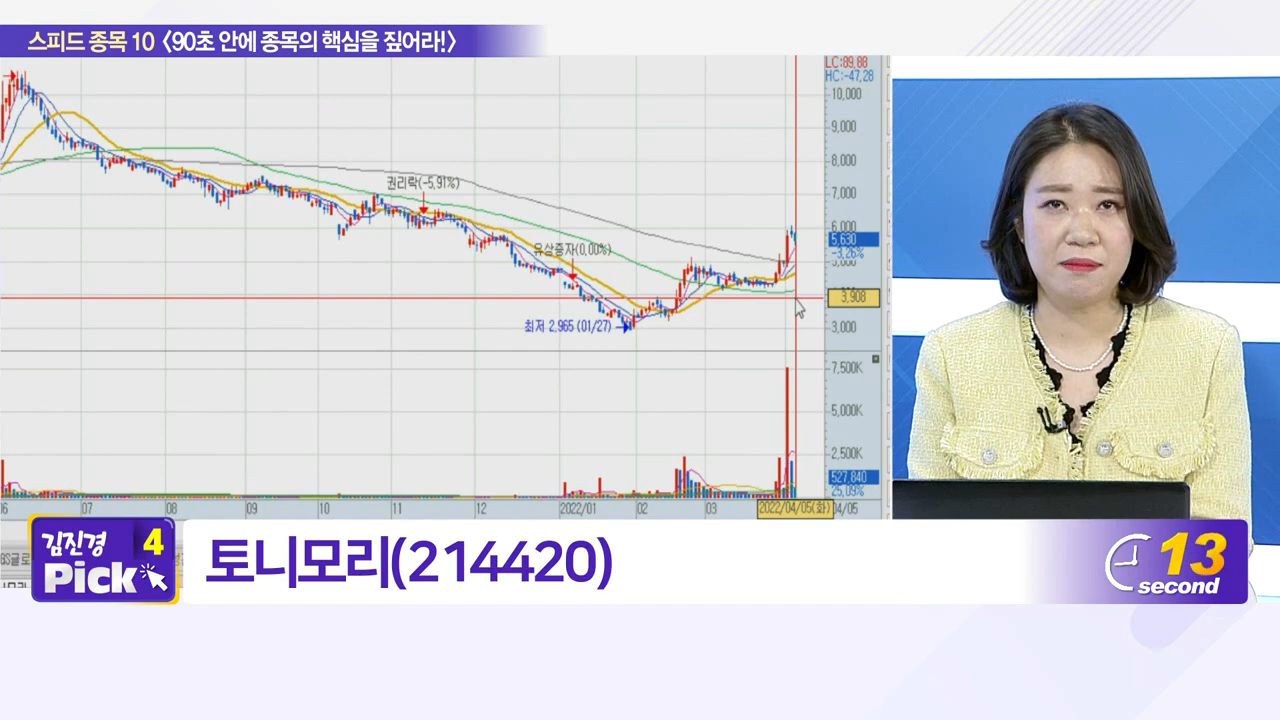 스피드 종목 10 〈90초 안에 종목의 핵심을 짚어라!〉
LC:89.88
HC:-47.28
10,000
9,000
8,000
7,000
6,000
5,630
-3.26%
5,000
3,908
3,000
권리락(-5,91%)
유상증자(0,00%)
최저 2,965 (01/27)
7,500K
5,000K
2,500K
527,840
25,09%
06 07 08 09 10 11 12 2022/01 02 03 2022/04/05(화) 04/05
김진경 4
Pick
토니모리(214420)
13
second